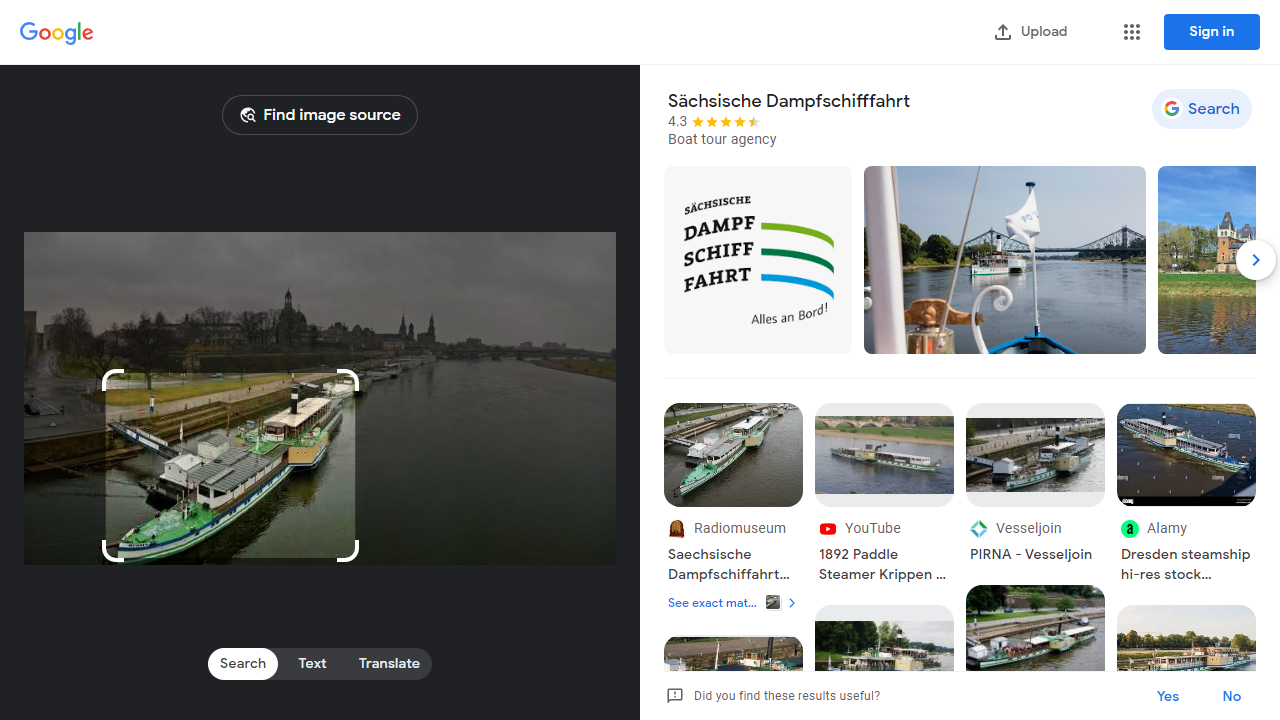 Google
Upload
Sign in
Find image source
Search
Text
Translate
Sächsische Dampfschifffahrt
4.3
Boat tour agency
Search
SÄCHSISCHE
DAMPF
SCHIFF
FAHRT
Alles an Bord!
Radiomuseum
Saechsische
Dampfschiffahrt...
See exact mat...
YouTube
1892 Paddle
Steamer Krippen ...
Vesseljoin
PIRNA - Vesseljoin
Alamy
Dresden steamship
hi-res stock...
Did you find these results useful?
Yes
No